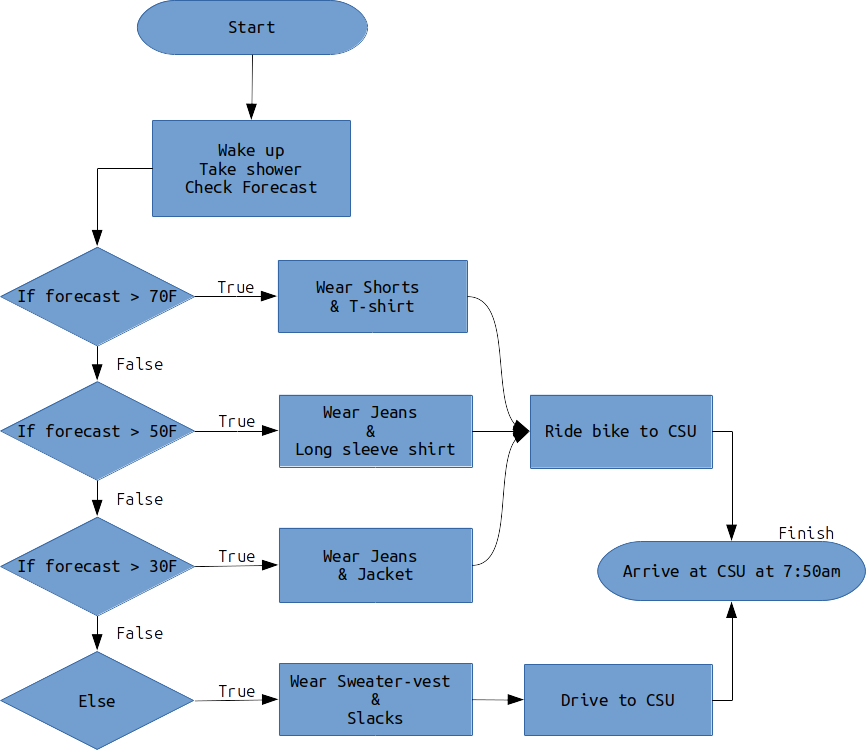 Start
Wake up
Take shower
Check Forecast
If forecast > 70F
True
Wear Shorts
& T-shirt
False
If forecast > 50F
True
Wear Jeans
&
Long sleeve shirt
Ride bike to CSU
False
If forecast > 30F
True
Wear Jeans
& Jacket
Finish
Arrive at CSU at 7:50am
False
Else
True
Wear Sweater-vest
&
Slacks
Drive to CSU